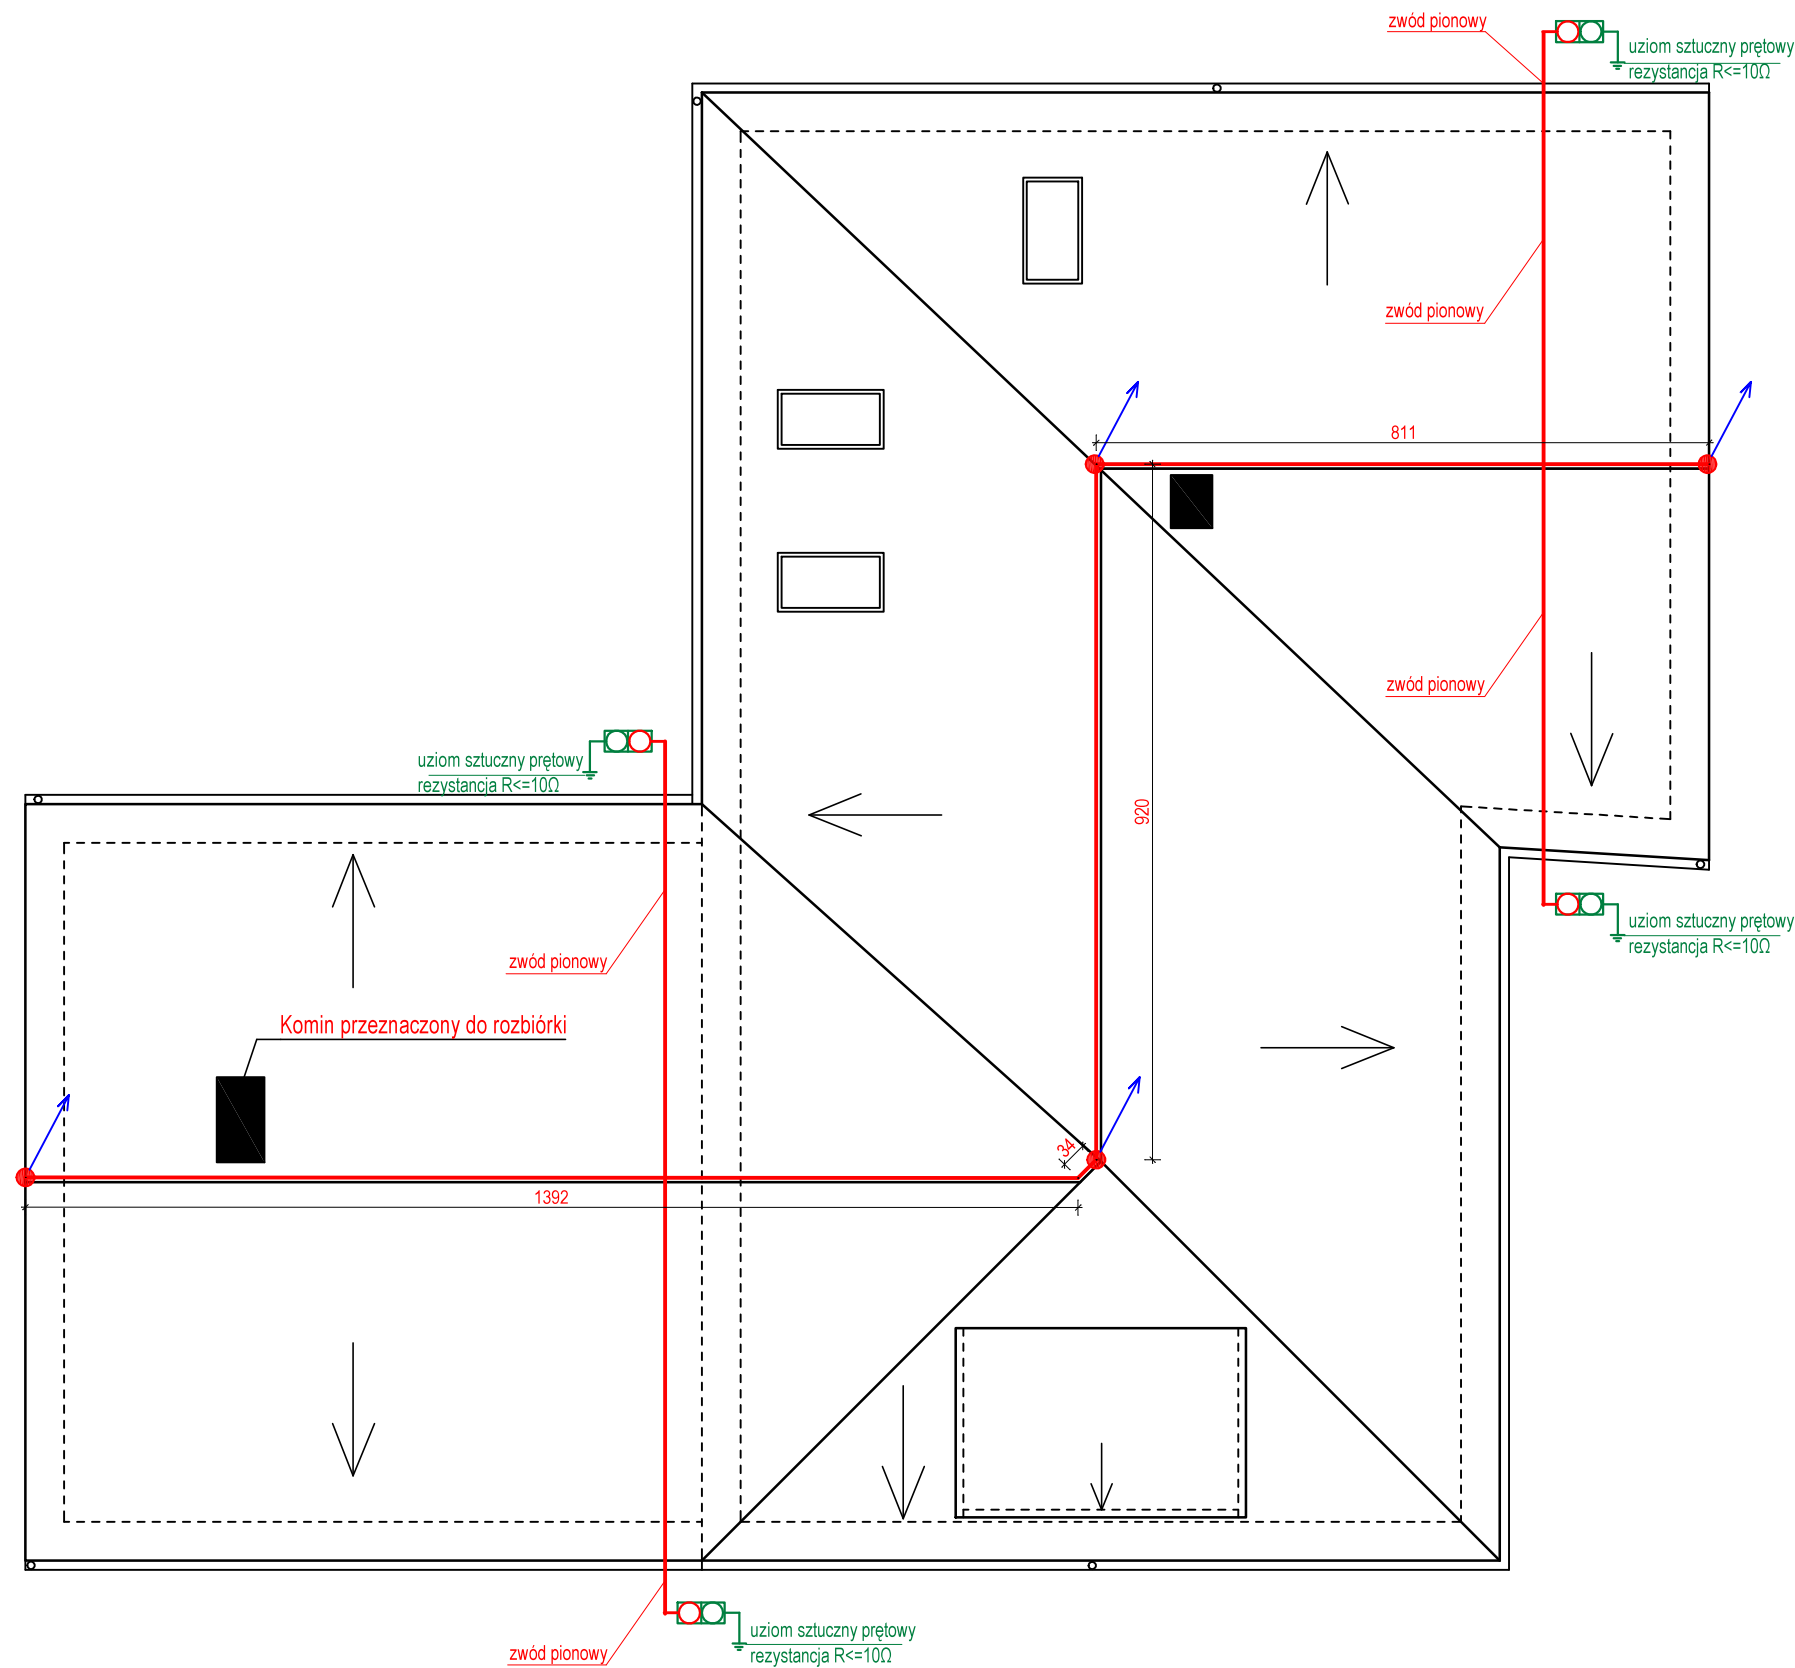 zwód pionowy
uziom sztuczny prętowy
rezystancja R<=10Ω
zwód pionowy
811
zwód pionowy
uziom sztuczny prętowy
rezystancja R<=10Ω
920
uziom sztuczny prętowy
rezystancja R<=10Ω
zwód pionowy
Komin przeznaczony do rozbiórki
34
1392
uziom sztuczny prętowy
rezystancja R<=10Ω
zwód pionowy